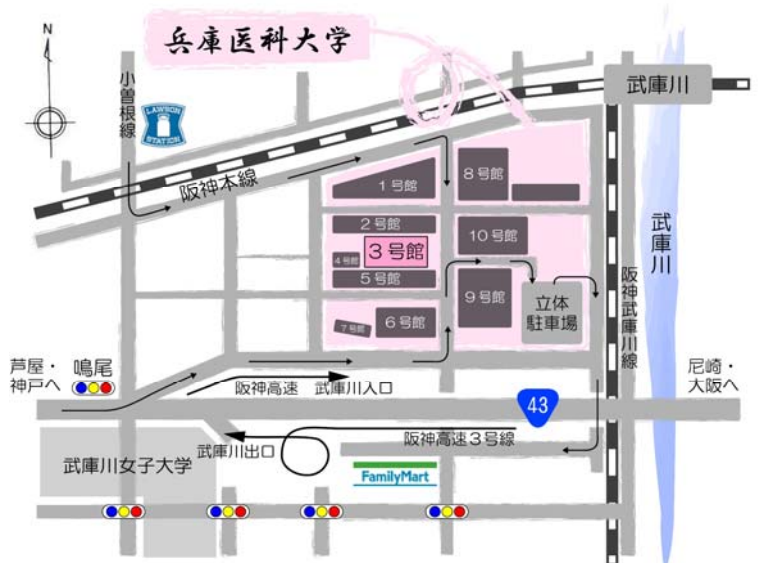 N
兵庫医科大学
小曽根線
LAWSON
STATION
武庫川
阪神本線
1号館
8号館
2号館
3号館
4号館
5号館
10号館
9号館
立体
駐車場
7号館
6号館
武庫川
阪神武庫川線
芦屋・
神戸へ
鳴尾
阪神高速 武庫川入口
尼崎・
大阪へ
43
武庫川出口
阪神高速3号線
武庫川女子大学
FamilyMart